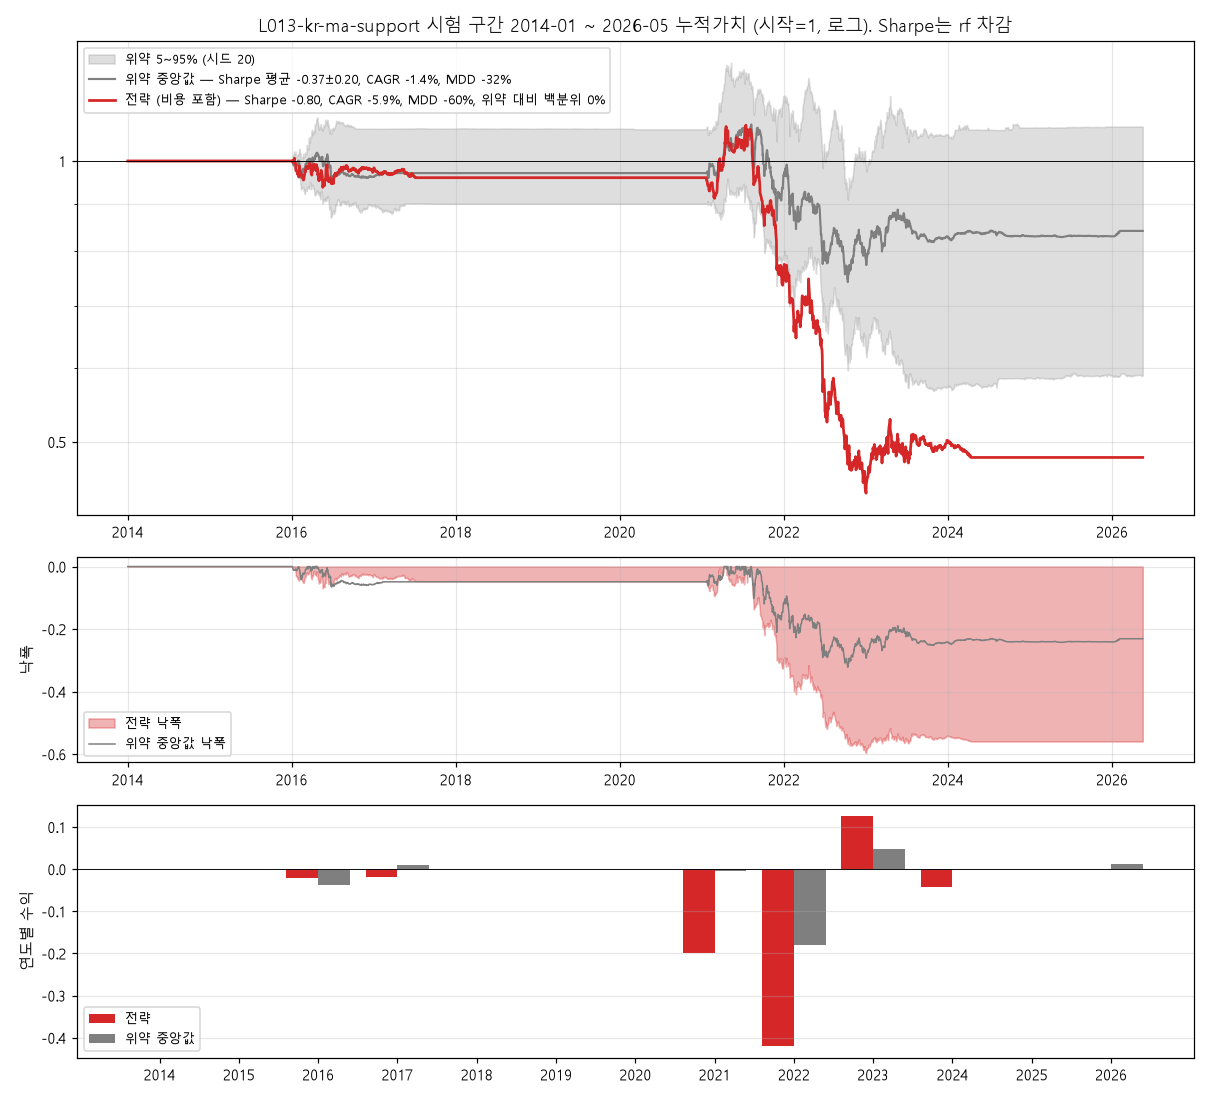 L013-kr-ma-support 시험 구간 2014-01 ~ 2026-05 누적가치 (시작=1, 로그). Sharpe는 rf 차감
위약 5~95% (시드 20)
위약 중앙값 — Sharpe 평균 -0.37±0.20, CAGR -1.4%, MDD -32%
전략 (비용 포함) — Sharpe -0.80, CAGR -5.9%, MDD -60%, 위약 대비 백분위 0%
1
0.5
2014 2016 2018 2020 2022 2024 2026
0.0
-0.2
-0.4
-0.6
낙폭
전략 낙폭
위약 중앙값 낙폭
2014 2016 2018 2020 2022 2024 2026
0.1
0.0
-0.1
-0.2
-0.3
-0.4
연도별 수익
전략
위약 중앙값
2014 2015 2016 2017 2018 2019 2020 2021 2022 2023 2024 2025 2026